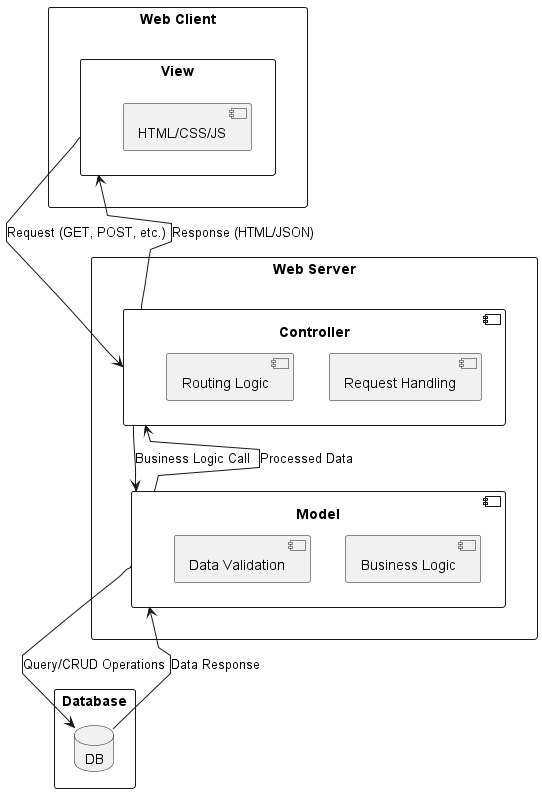 Web Client
View
HTML/CSS/JS
Request (GET, POST, etc.)
Response (HTML/JSON)
Web Server
Controller
Routing Logic
Request Handling
Business Logic Call
Processed Data
Model
Data Validation
Business Logic
Query/CRUD Operations
Data Response
Database
DB